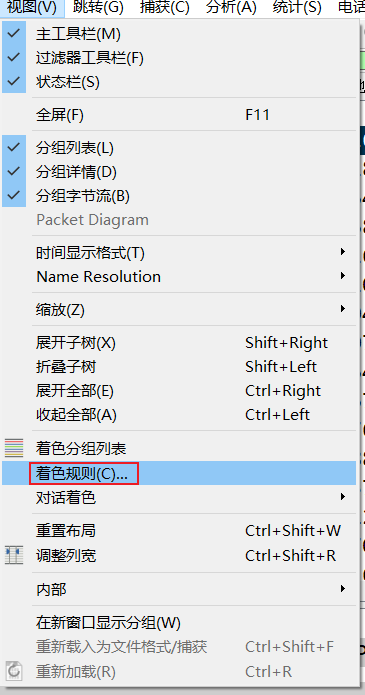 视图(V) 跳转(G) 捕获(C) 分析(A) 统计(S) 电话
主工具栏(M)
过滤器工具栏(F)
状态栏(S)
全屏(F) F11
分组列表(L)
分组详情(D)
分组字节流(B)
Packet Diagram
时间显示格式(T)
Name Resolution
缩放(Z)
展开子树(X) Shift+Right
折叠子树 Shift+Left
展开全部(E) Ctrl+Right
收起全部(A) Ctrl+Left
着色分组列表
着色规则(C)...
对话着色
重置布局 Ctrl+Shift+W
调整列宽 Ctrl+Shift+R
内部
在新窗口显示分组(W)
重新载入为文件格式/捕获 Ctrl+Shift+F
重新加载(R) Ctrl+R